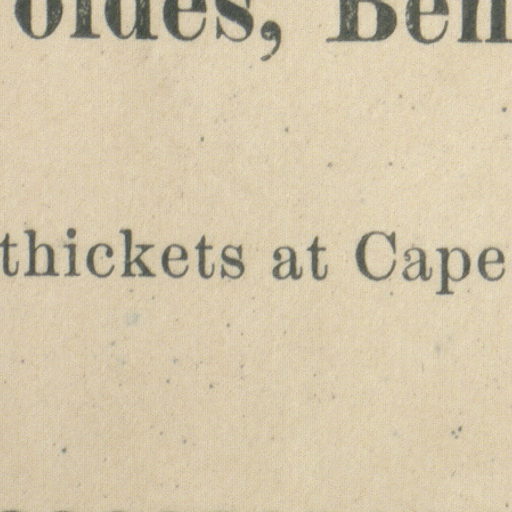 oides, Ben
thickets at Cape